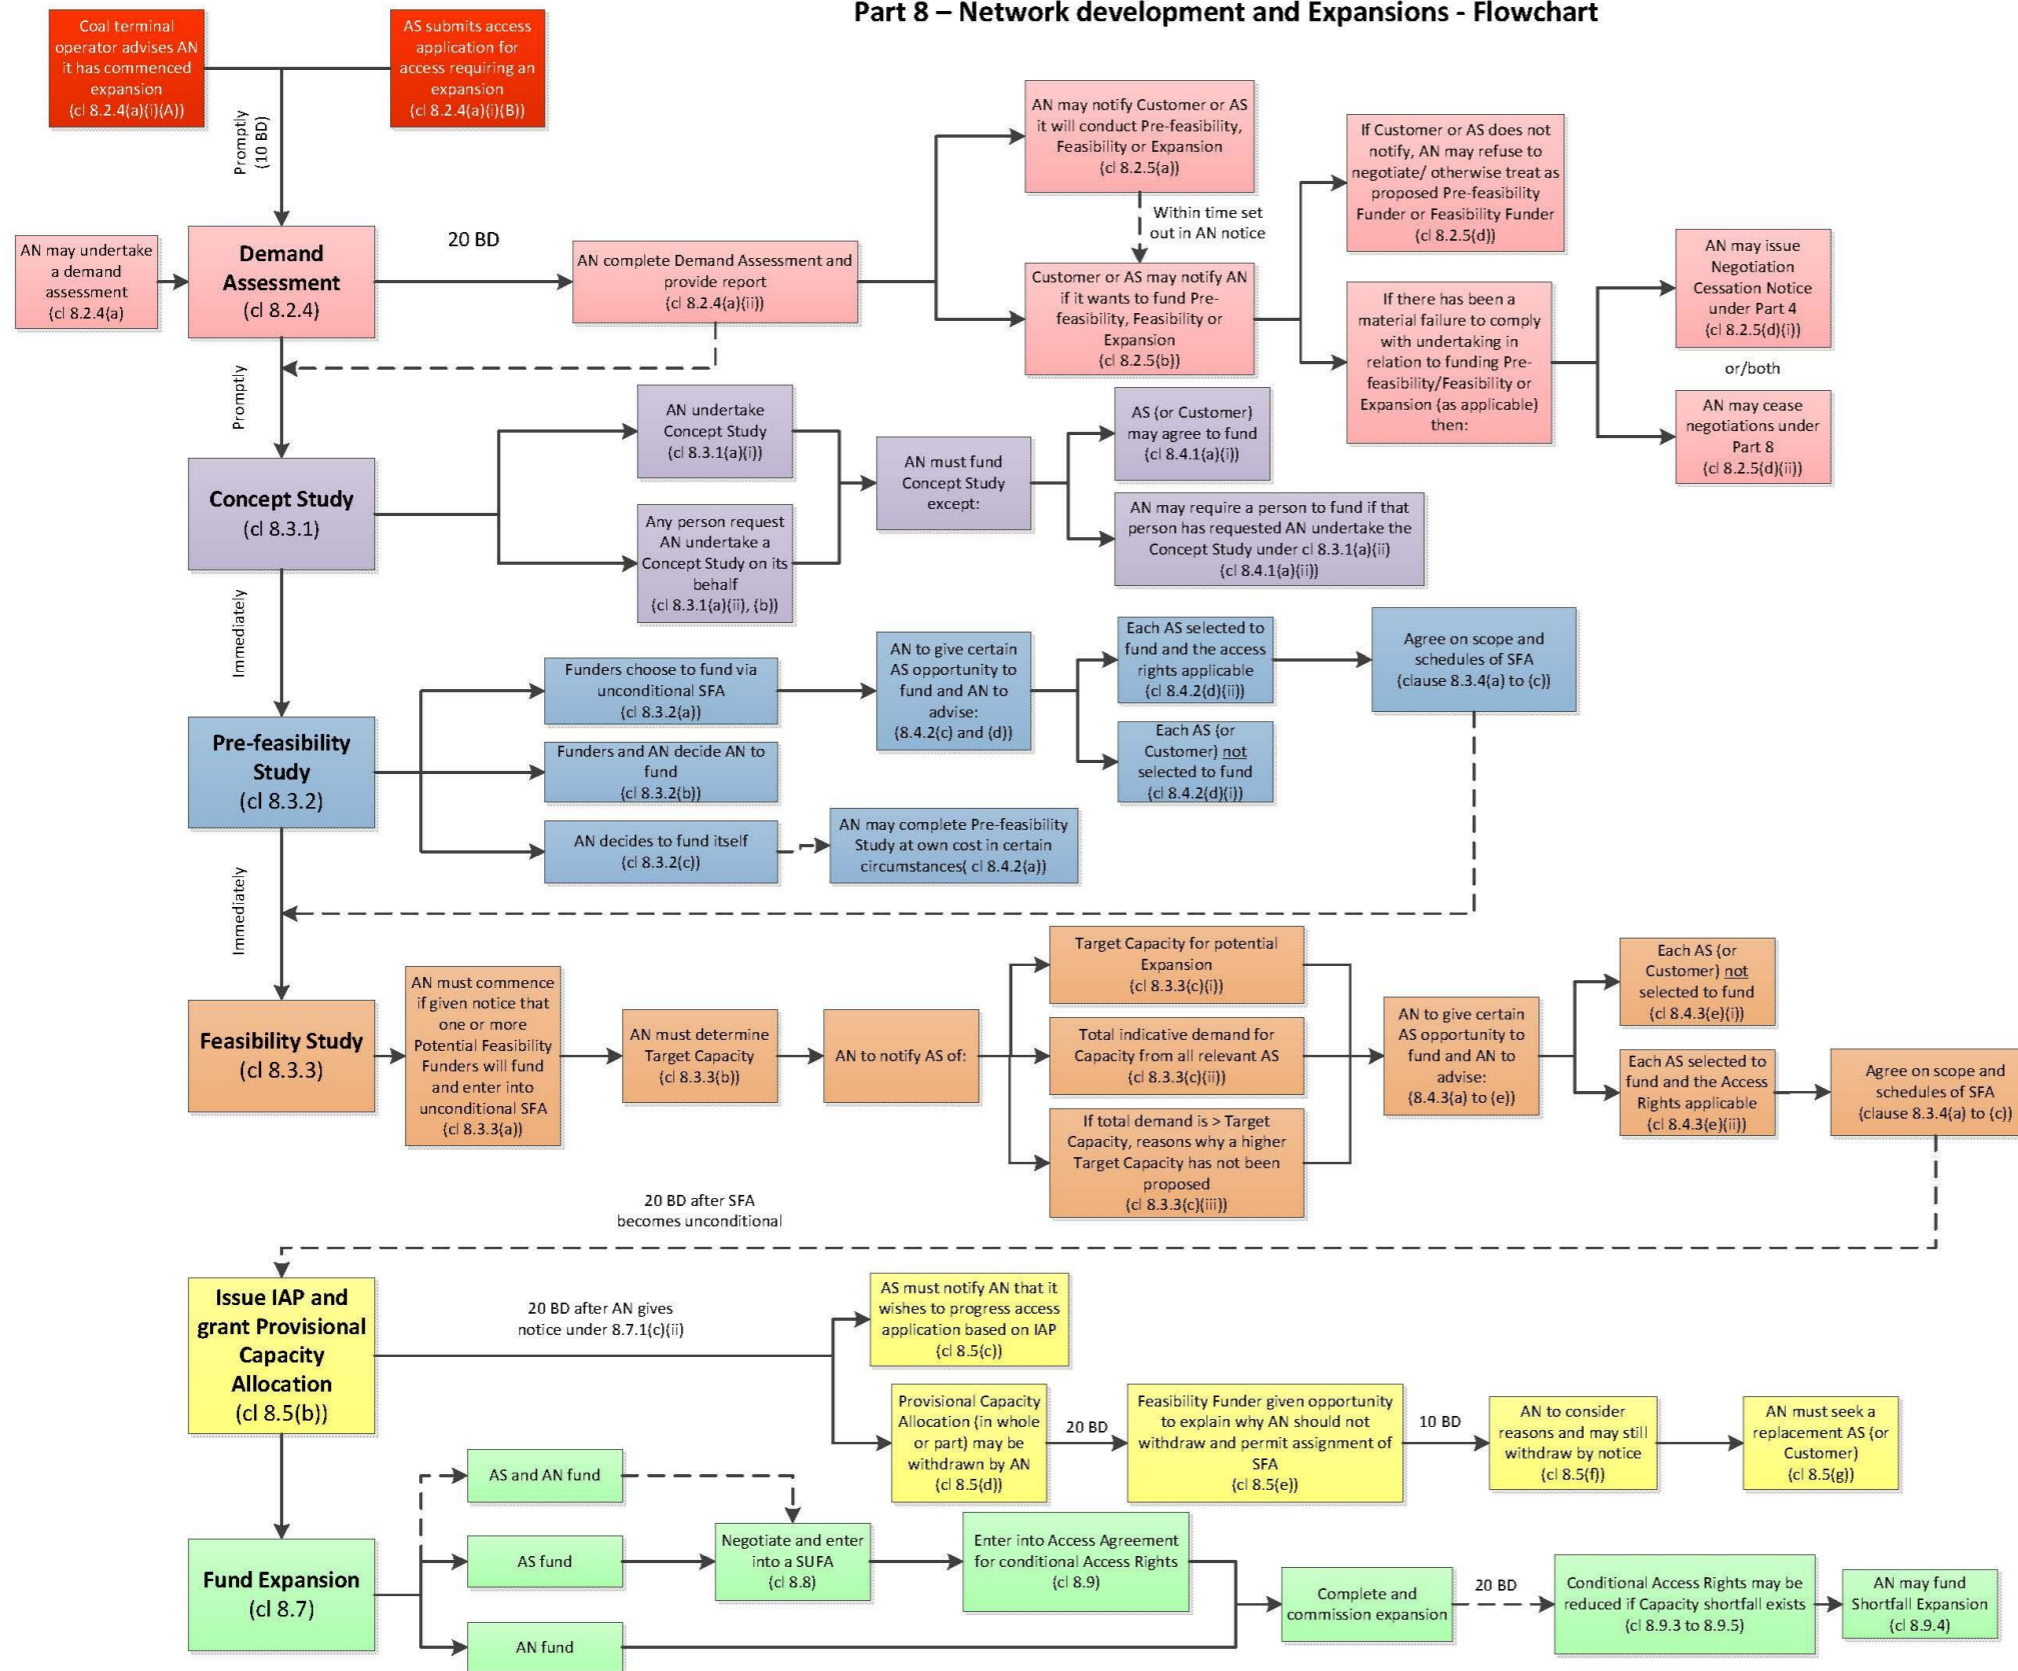 Part 8 – Network development and Expansions - Flowchart
Coal terminal
operator advises AN
it has commenced
expansion
(cl 8.2.4(a)(i)(A))
AS submits access
application for
access requiring an
expansion
(cl 8.2.4(a)(i)(B))
Promptly
(10 BD)
AN may undertake
a demand
assessment
(cl 8.2.4(a)
Demand
Assessment
(cl 8.2.4)
20 BD
AN complete Demand Assessment and
provide report
(cl 8.2.4(a)(ii))
AN may notify Customer or AS
it will conduct Pre-feasibility,
Feasibility or Expansion
(cl 8.2.5(a))
Within time set
out in AN notice
Customer or AS may notify AN
if it wants to fund Pre-
feasibility, Feasibility or
Expansion
(cl 8.2.5(b))
If Customer or AS does not
notify, AN may refuse to
negotiate/ otherwise treat as
proposed Pre-feasibility
Funder or Feasibility Funder
(cl 8.2.5(d))
If there has been a
material failure to comply
with undertaking in
relation to funding Pre-
feasibility/Feasibility or
Expansion (as applicable)
then:
AN may issue
Negotiation
Cessation Notice
under Part 4
(cl 8.2.5(d)(i))
or/both
AN may cease
negotiations under
Part 8
(cl 8.2.5(d)(ii))
Promptly
Concept Study
(cl 8.3.1)
AN undertake
Concept Study
(cl 8.3.1(a)(i))
Any person request
AN undertake a
Concept Study on its
behalf
(cl 8.3.1(a)(ii), (b))
AN must fund
Concept Study
except:
AS (or Customer)
may agree to fund
(cl 8.4.1(a)(i))
AN may require a person to fund if that
person has requested AN undertake the
Concept Study under cl 8.3.1(a)(ii)
(cl 8.4.1(a)(ii))
Immediately
Pre-feasibility
Study
(cl 8.3.2)
Funders choose to fund via
unconditional SFA
(cl 8.3.2(a))
Funders and AN decide AN to
fund
(cl 8.3.2(b))
AN decides to fund itself
(cl 8.3.2(c))
AN to give certain
AS opportunity to
fund and AN to
advise:
(8.4.2(c) and (d))
AN may complete Pre-feasibility
Study at own cost in certain
circumstances( cl 8.4.2(a))
Each AS selected to
fund and the access
rights applicable
(cl 8.4.2(d)(ii))
Each AS (or
Customer) not
selected to fund
(cl 8.4.2(d)(i))
Agree on scope and
schedules of SFA
(clause 8.3.4(a) to (c))
Immediately
Feasibility Study
(cl 8.3.3)
AN must commence
if given notice that
one or more
Potential Feasibility
Funders will fund
and enter into
unconditional SFA
(cl 8.3.3(a))
AN must determine
Target Capacity
(cl 8.3.3(b))
AN to notify AS of:
Target Capacity for potential
Expansion
(cl 8.3.3(c)(i))
Total indicative demand for
Capacity from all relevant AS
(cl 8.3.3(c)(ii))
If total demand is > Target
Capacity, reasons why a higher
Target Capacity has not been
proposed
(cl 8.3.3(c)(iii))
AN to give certain
AS opportunity to
fund and AN to
advise:
(8.4.3(a) to (e))
Each AS (or
Customer) not
selected to fund
(cl 8.4.3(e)(i))
Each AS selected to
fund and the Access
Rights applicable
(cl 8.4.3(e)(ii))
Agree on scope and
schedules of SFA
(clause 8.3.4(a) to (c))
20 BD after SFA
becomes unconditional
Issue IAP and
grant Provisional
Capacity
Allocation
(cl 8.5(b))
20 BD after AN gives
notice under 8.7.1(c)(ii)
AS must notify AN that it
wishes to progress access
application based on IAP
(cl 8.5(c))
Provisional Capacity
Allocation (in whole
or part) may be
withdrawn by AN
(cl 8.5(d))
20 BD
Feasibility Funder given opportunity
to explain why AN should not
withdraw and permit assignment of
SFA
(cl 8.5(e))
10 BD
AN to consider
reasons and may still
withdraw by notice
(cl 8.5(f))
AN must seek a
replacement AS (or
Customer)
(cl 8.5(g))
Fund Expansion
(cl 8.7)
AS and AN fund
AS fund
AN fund
Negotiate and enter
into a SUFA
(cl 8.8)
Enter into Access Agreement
for conditional Access Rights
(cl 8.9)
Complete and
commission expansion
20 BD
Conditional Access Rights may be
reduced if Capacity shortfall exists
(cl 8.9.3 to 8.9.5)
AN may fund
Shortfall Expansion
(cl 8.9.4)